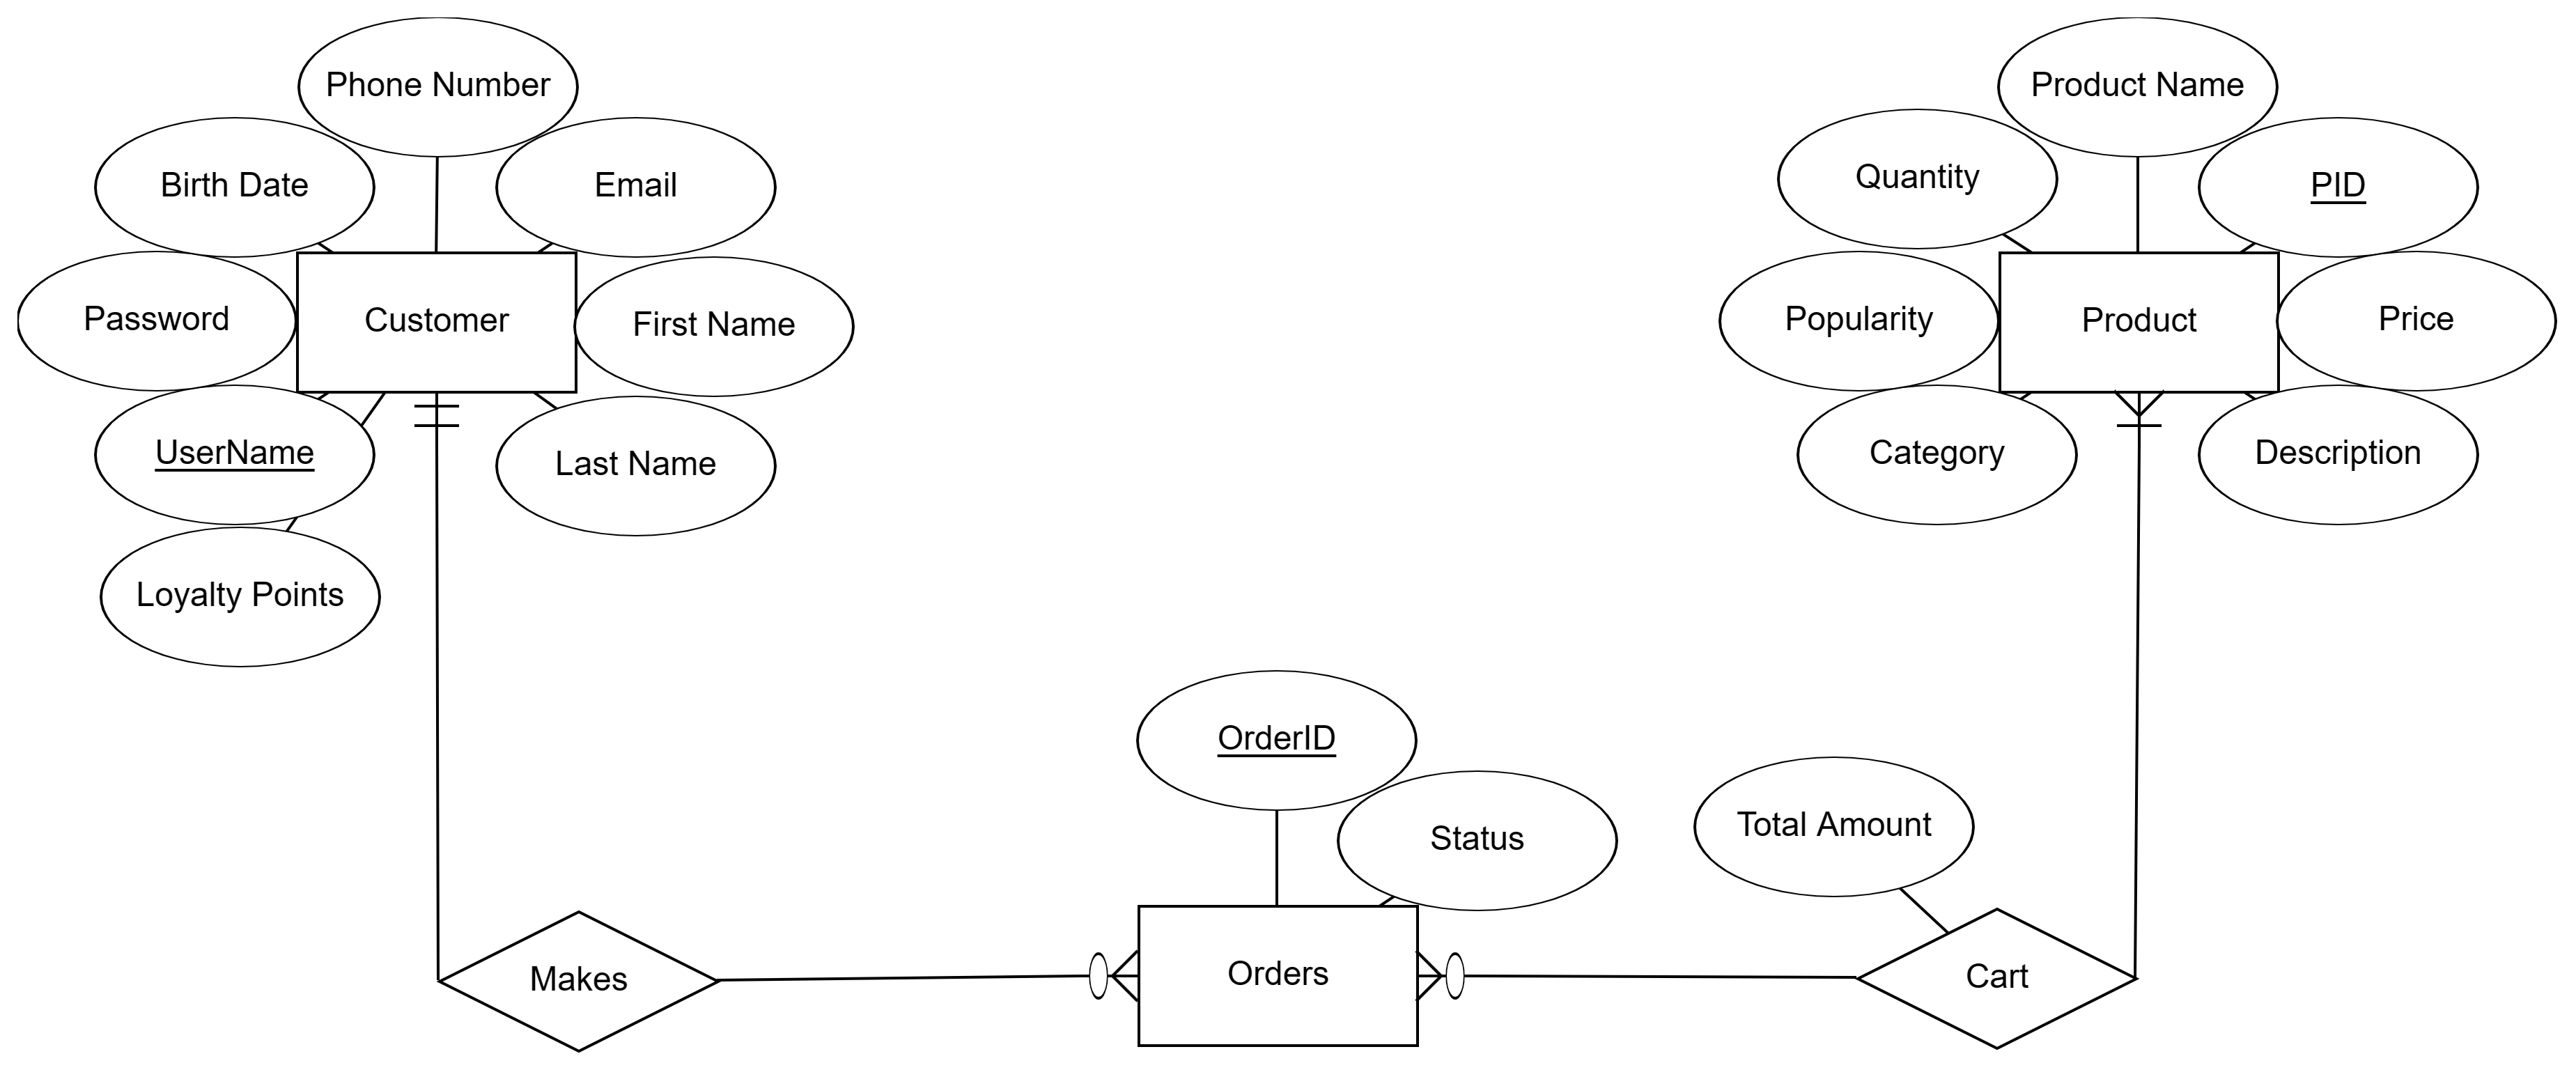 Phone Number
Product Name
Birth Date
Email
Quantity
PID
Password
Customer
First Name
Popularity
Product
Price
UserName
Last Name
Category
Description
Loyalty Points
OrderID
Status
Total Amount
Makes
Orders
Cart